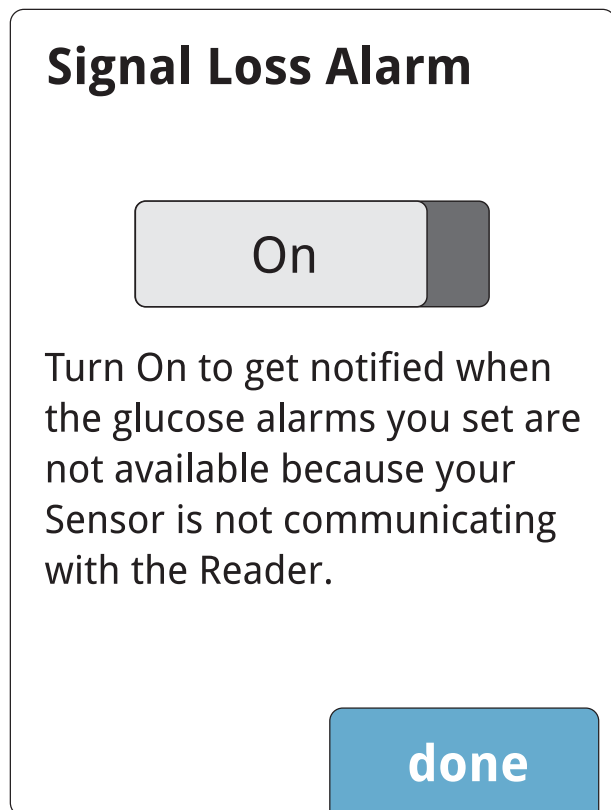 Signal Loss Alarm
On
Turn On to get notified when
the glucose alarms you set are
not available because your
Sensor is not communicating
with the Reader.
done